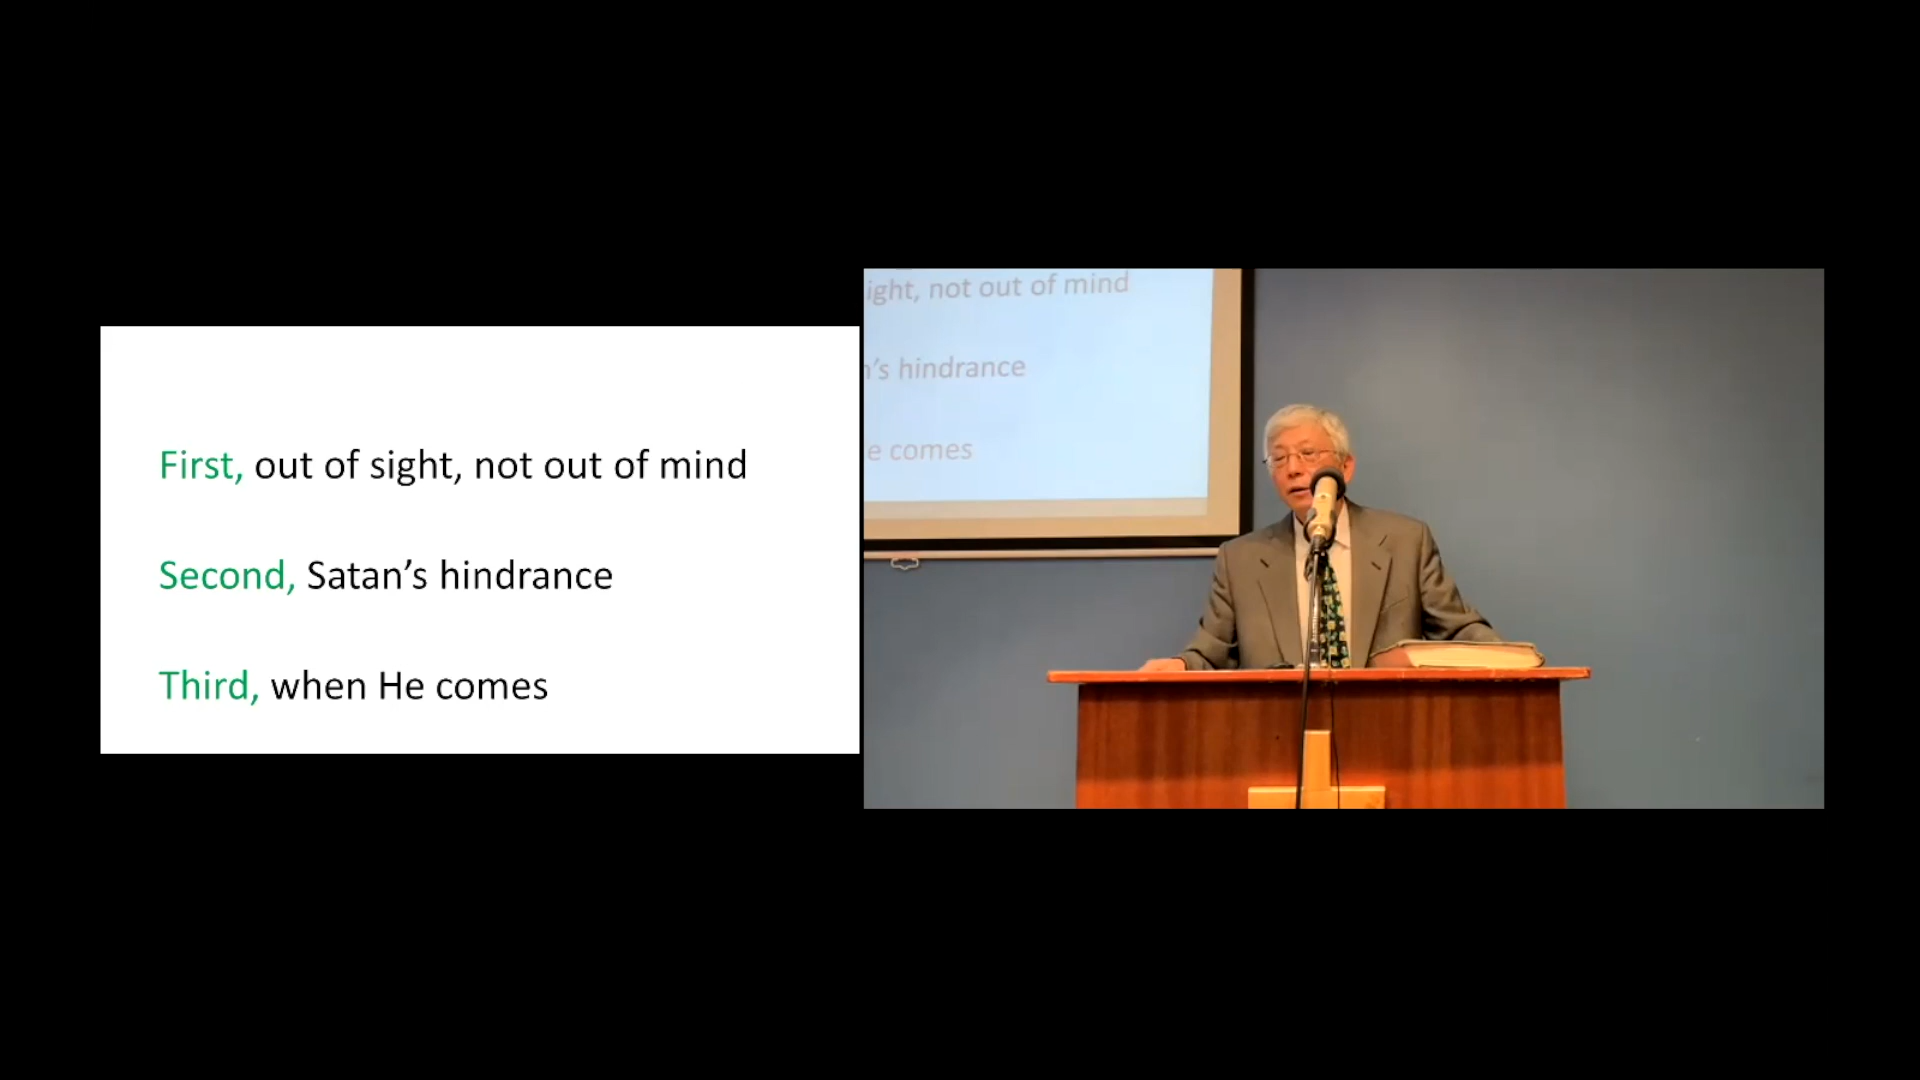 First, out of sight, not out of mind
Second, Satan's hindrance
Third, when He comes
ight, not out of mind
's hindrance
e comes